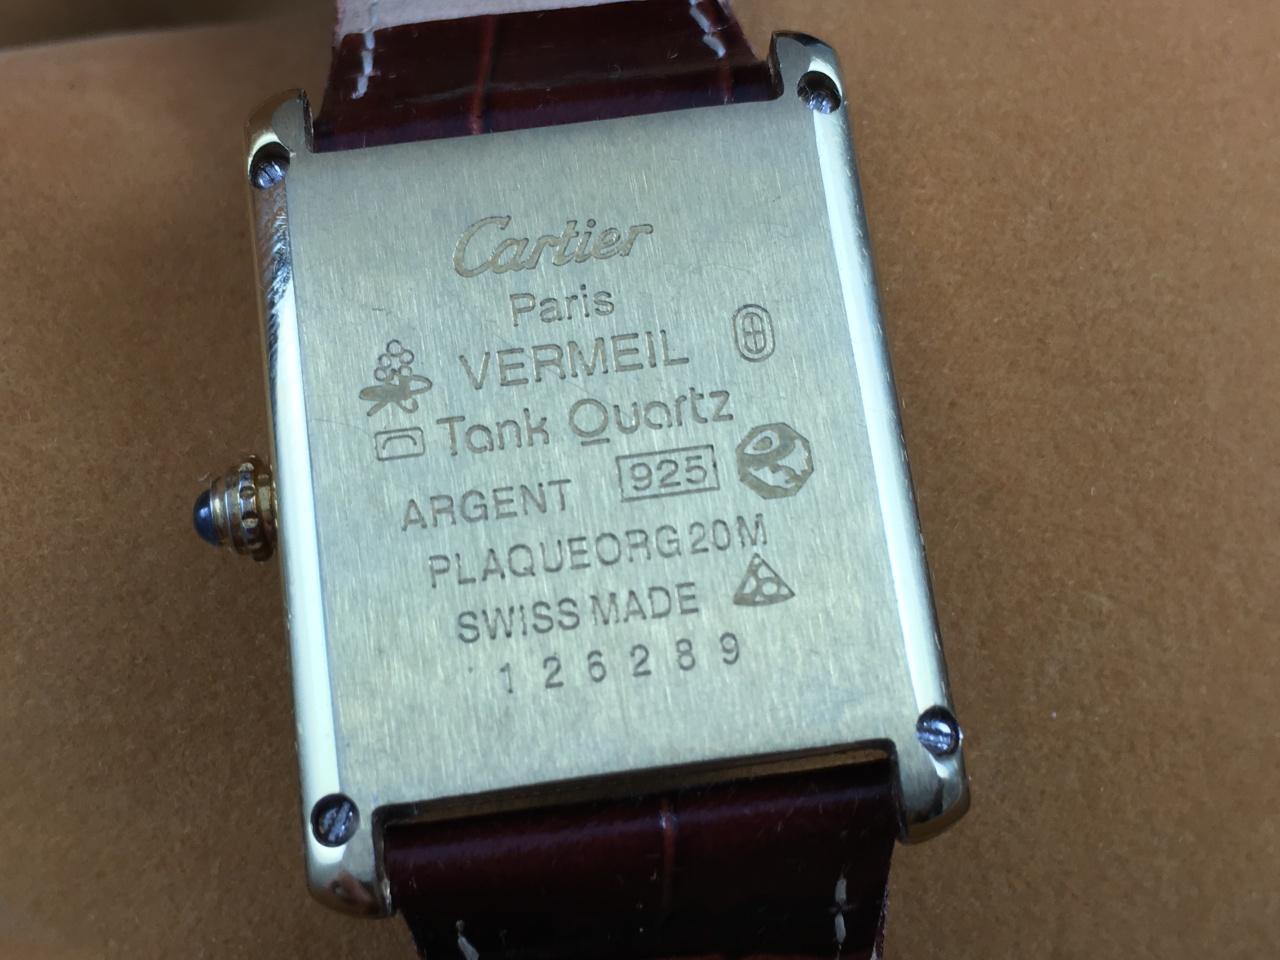 Cartier
Paris
VERMEIL
Tank Quartz
ARGENT 925
PLAQUEORG20M
SWISS MADE
126289